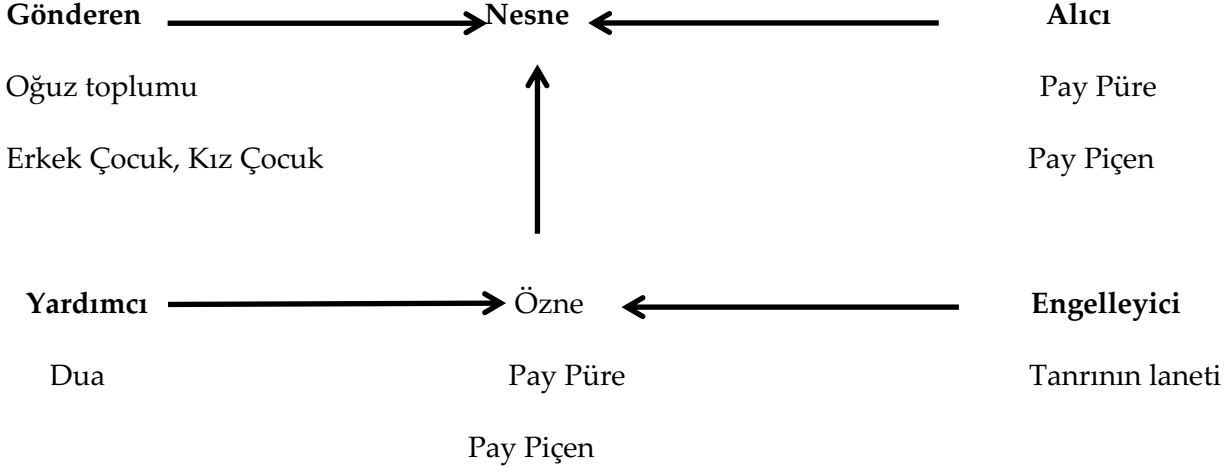 Gönderen Nesne Alıcı
Oğuz toplumu Pay Püre
Erkek Çocuk, Kız Çocuk Pay Piçen
Yardımcı Özne Engelleyici
Dua Pay Püre Tanrının laneti
Pay Piçen